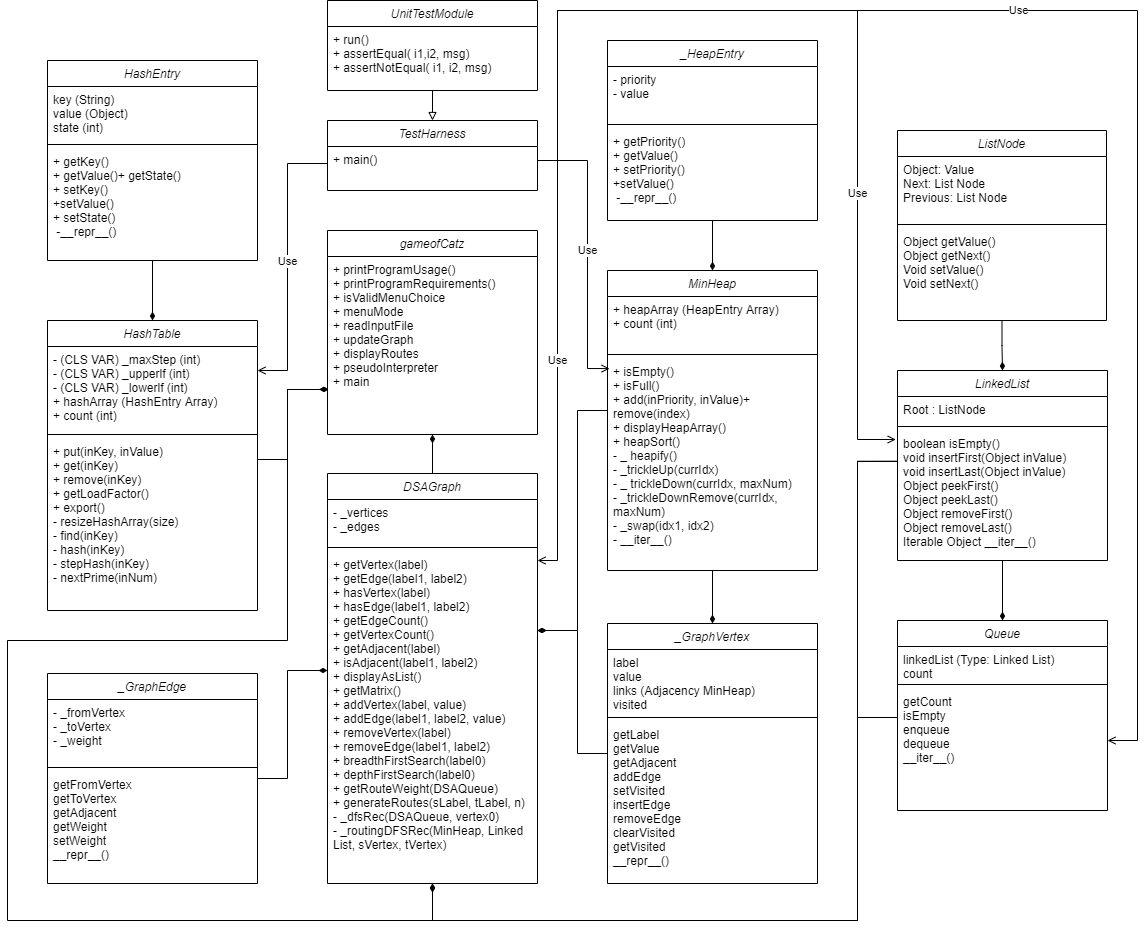 UnitTestModule
+ run()
+ assertEqual( i1,i2, msg)
+ assertNotEqual( i1, i2, msg)
Use
HashEntry
key (String)
value (Object)
state (int)
+ getKey()
+ getValue()+ getState()
+ setKey()
+setValue()
+ setState()
-__repr__()
TestHarness
+ main()
_HeapEntry
- priority
- value
+ getPriority()
+ getValue()
+ setPriority()
+setValue()
-__repr__()
ListNode
Object: Value
Next: List Node
Previous: List Node
Object getValue()
Object getNext()
Void setValue()
Void setNext()
Use
Use
Use
Use
gameofCatz
+ printProgramUsage()
+ printProgramRequirements()
+ isValidMenuChoice
+ menuMode
+ readInputFile
+ updateGraph
+ displayRoutes
+ pseudoInterpreter
+ main
HashTable
- (CLS VAR) _maxStep (int)
- (CLS VAR) _upperlf (int)
- (CLS VAR) _lowerlf (int)
+ hashArray (HashEntry Array)
+ count (int)
+ put(inKey, inValue)
+ get(inKey)
+ remove(inKey)
+ getLoadFactor()
+ export()
- resizeHashArray(size)
- find(inKey)
- hash(inKey)
- stepHash(inKey)
- nextPrime(inNum)
MinHeap
+ heapArray (HeapEntry Array)
+ count (int)
+ isEmpty()
+ isFull()
+ add(inPriority, inValue)+
remove(index)
+ displayHeapArray()
+ heapSort()
- _ heapify()
- _trickleUp(currIdx)
- _ trickleDown(currIdx, maxNum)
- _trickleDownRemove(currIdx,
maxNum)
- _swap(idx1, idx2)
- __iter__()
LinkedList
Root : ListNode
boolean isEmpty()
void insertFirst(Object inValue)
void insertLast(Object inValue)
Object peekFirst()
Object peekLast()
Object removeFirst()
Object removeLast()
Iterable Object __iter__()
DSAGraph
- _vertices
- _edges
+ getVertex(label)
+ getEdge(label1, label2)
+ hasVertex(label)
+ hasEdge(label1, label2)
+ getEdgeCount()
+ getVertexCount()
+ getAdjacent(label)
+ isAdjacent(label1, label2)
+ displayAsList()
+ getMatrix()
+ addVertex(label, value)
+ addEdge(label1, label2, value)
+ removeVertex(label)
+ removeEdge(label1, label2)
+ breadthFirstSearch(label0)
+ depthFirstSearch(label0)
+ getRouteWeight(DSAQueue)
+ generateRoutes(sLabel, tLabel, n)
- _dfsRec(DSAQueue, vertex0)
- _routingDFSRec(MinHeap, Linked
List, sVertex, tVertex)
_GraphEdge
- _fromVertex
- _toVertex
- _weight
getFromVertex
getToVertex
getAdjacent
getWeight
setWeight
__repr__()
_GraphVertex
label
value
links (Adjacency MinHeap)
visited
getLabel
getValue
getAdjacent
addEdge
setVisited
insertEdge
removeEdge
clearVisited
getVisited
__repr__()
Queue
linkedList (Type: Linked List)
count
getCount
isEmpty
enqueue
dequeue
__iter__()